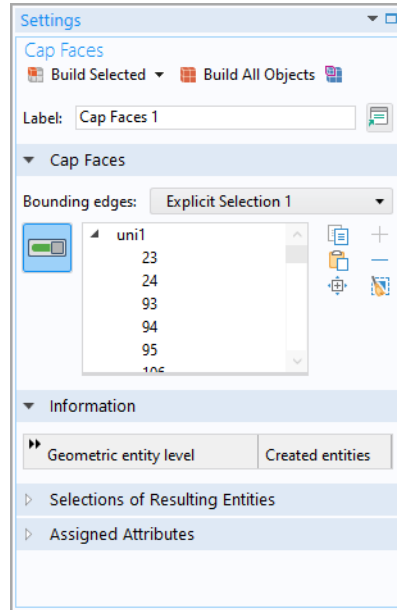 Settings
Cap Faces
Build Selected Build All Objects
Label: Cap Faces 1
Cap Faces
Bounding edges: Explicit Selection 1
uni1
23
24
93
94
95
106
Information
Geometric entity level Created entities
Selections of Resulting Entities
Assigned Attributes